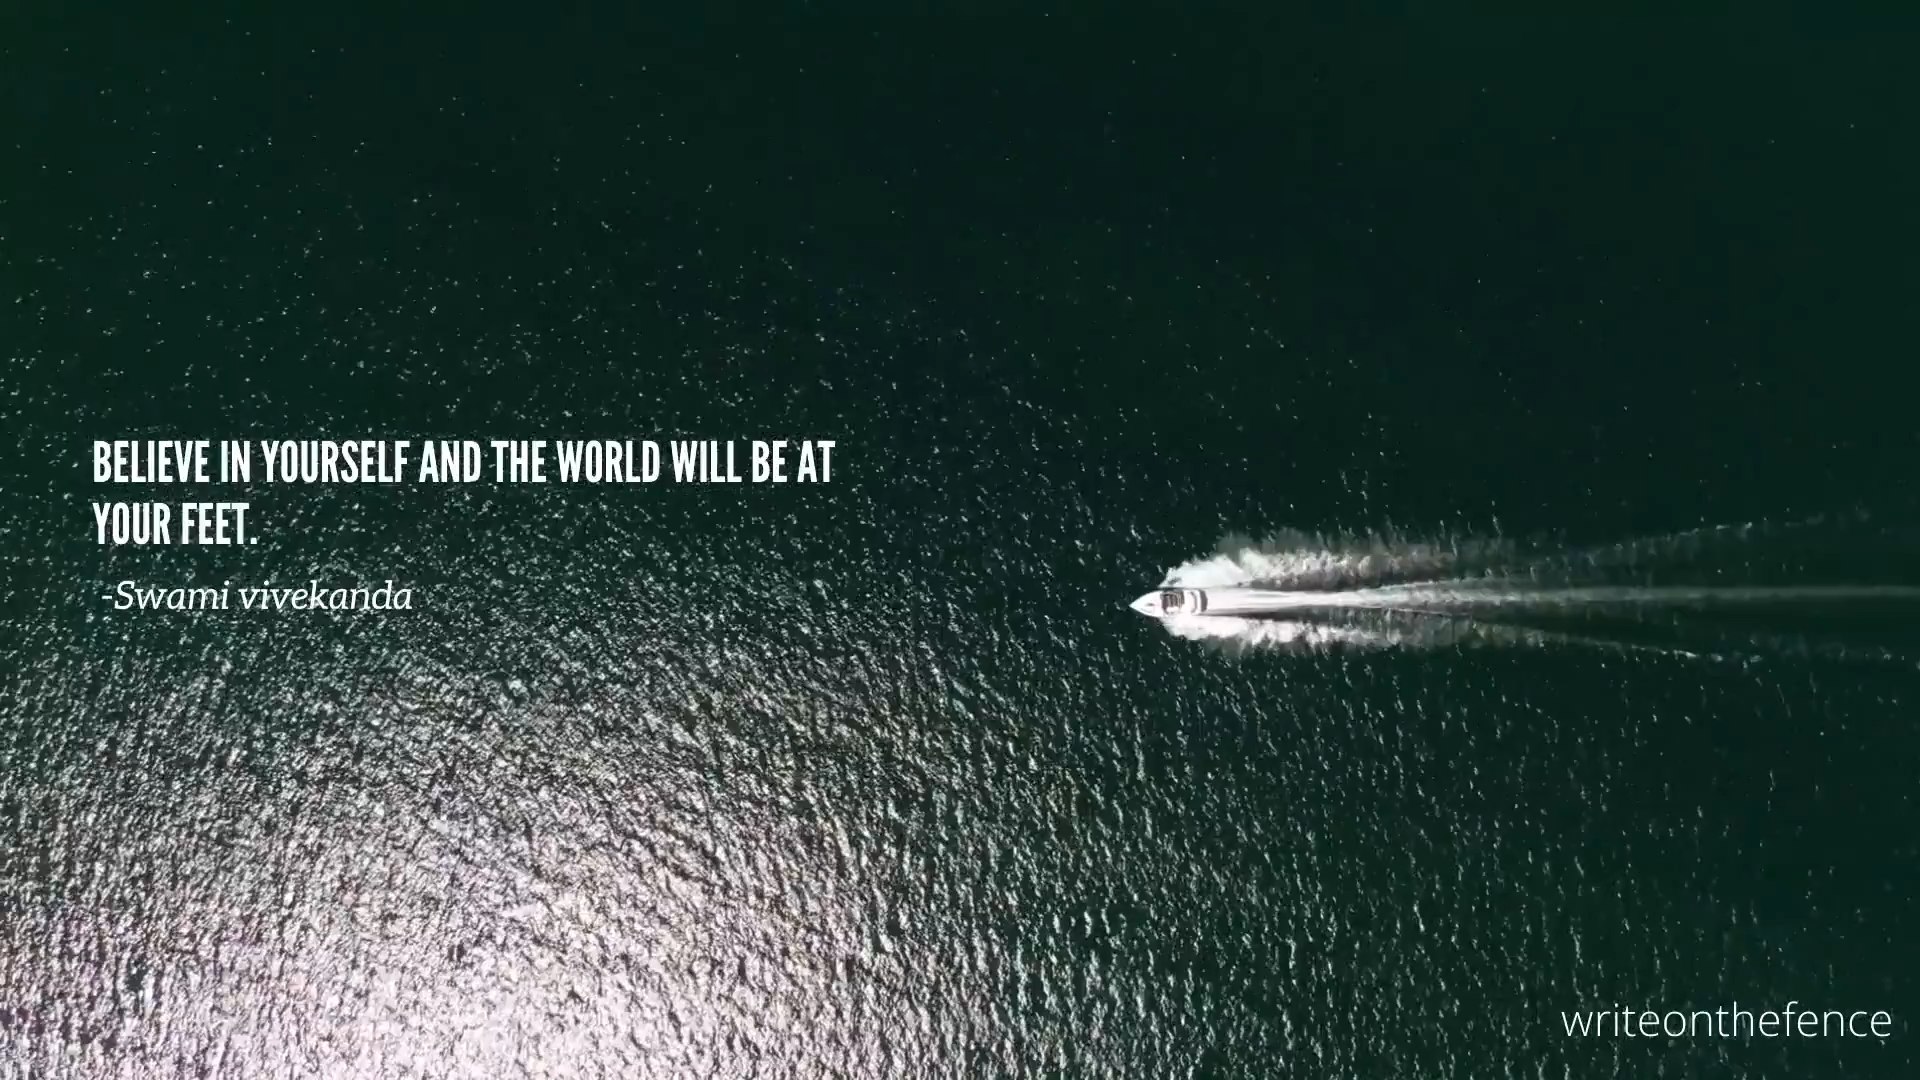 BELIEVE IN YOURSELF AND THE WORLD WILL BE AT
YOUR FEET.
-Swami vivekanda
writeonthefence